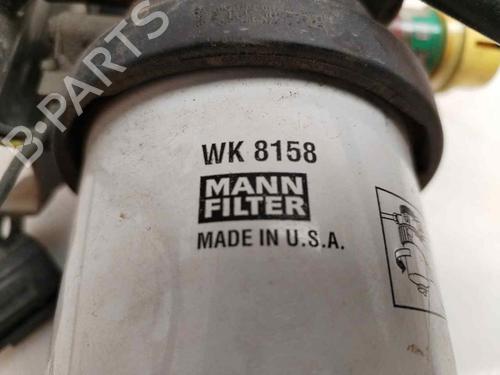 WK 8158
MANN
FILTER
MADE IN U.S.A.
B-PARTS